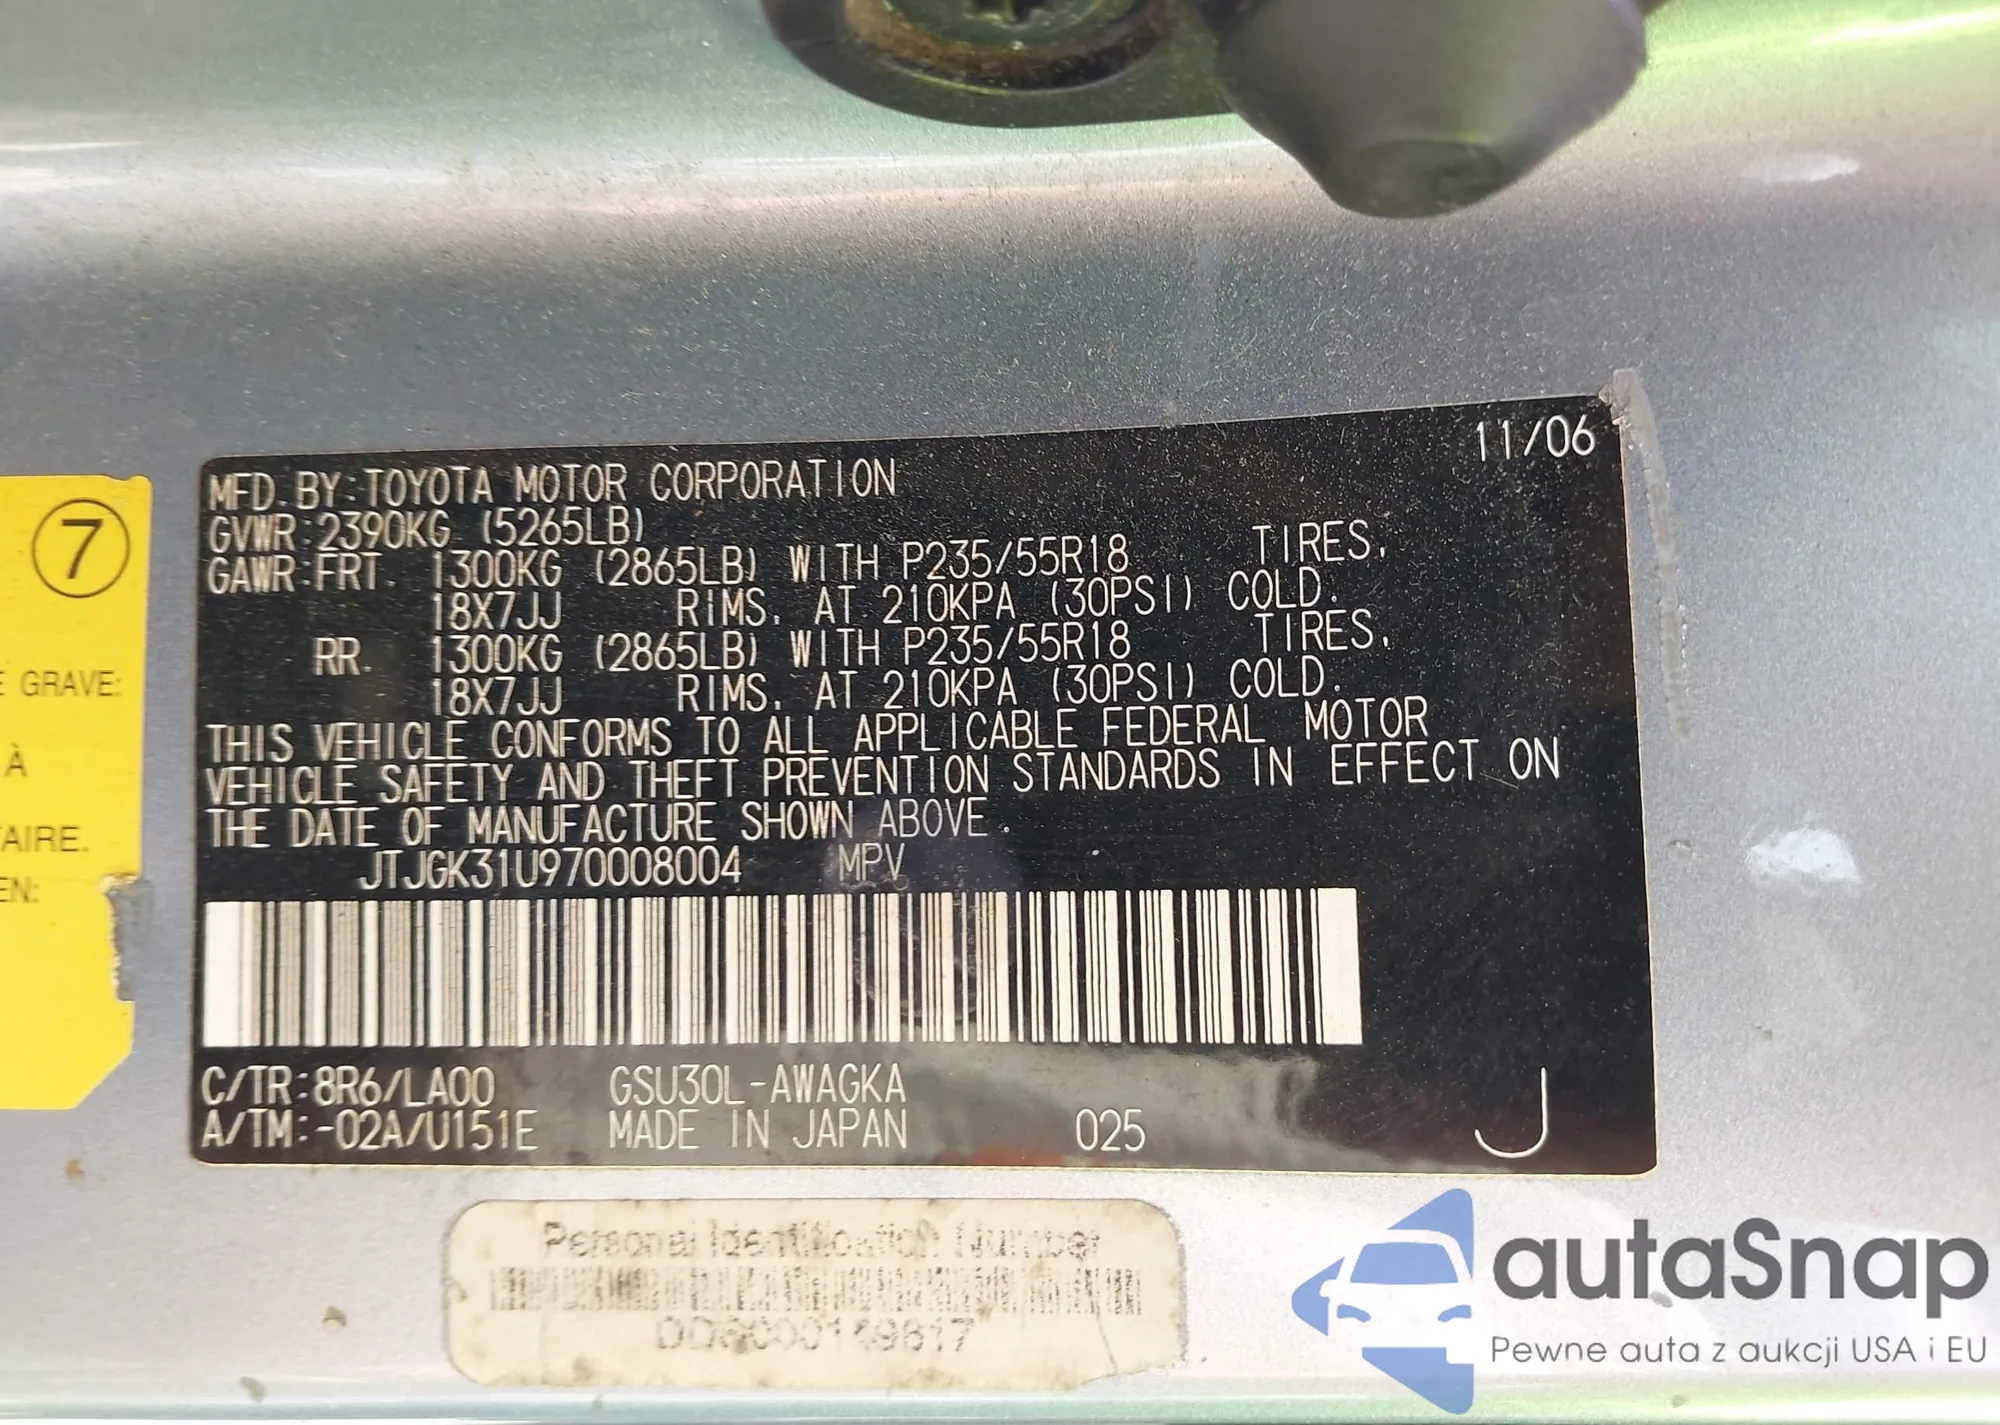 7
GRAVE:
À
AIRE.
EN:
11/06
MFD. BY:TOYOTA MOTOR CORPORATION
GVWR:2390KG (5265LB)
GAWR:FRT. 1300KG (2865LB) WITH P235/55R18 TIRES,
18X7JJ RIMS, AT 210KPA (30PSI) COLD.
RR. 1300KG (2865LB) WITH P235/55R18 TIRES,
18X7JJ RIMS, AT 210KPA (30PSI) COLD.
THIS VEHICLE CONFORMS TO ALL APPLICABLE FEDERAL MOTOR
VEHICLE SAFETY AND THEFT PREVENTION STANDARDS IN EFFECT ON
THE DATE OF MANUFACTURE SHOWN ABOVE.
JTJGK31U970008004 MPV
C/TR:8R6/LA00 GSU30L-AWAGKA
A/TM:-02A/U151E MADE IN JAPAN 025 J
Personal Identification Number
autaSnap
Pewne auta z aukcji USA i EU